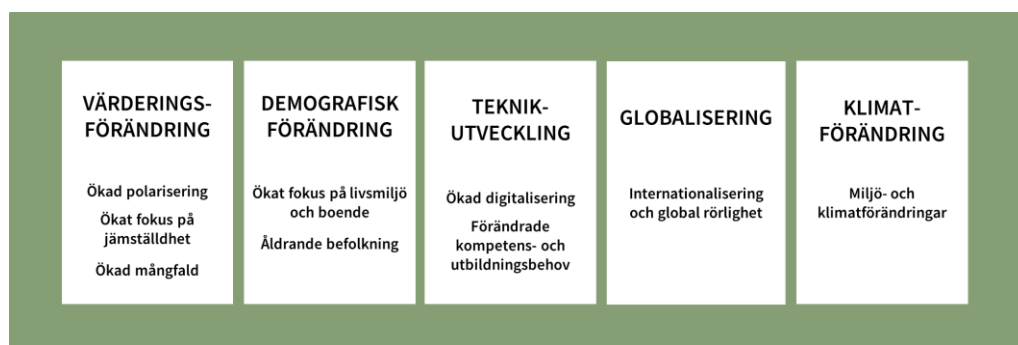 VÄRDERINGS-
FÖRÄNDRING
Ökad polarisering
Ökat fokus på
jämställdhet
Ökad mångfald
DEMOGRAFISK
FÖRÄNDRING
Ökat fokus på livsmiljö
och boende
Åldrande befolkning
TEKNIK-
UTVECKLING
Ökad digitalisering
Förändrade
kompetens- och
utbildningsbehov
GLOBALISERING
Internationalisering
och global rörlighet
KLIMAT-
FÖRÄNDRING
Miljö- och
klimatförändringar